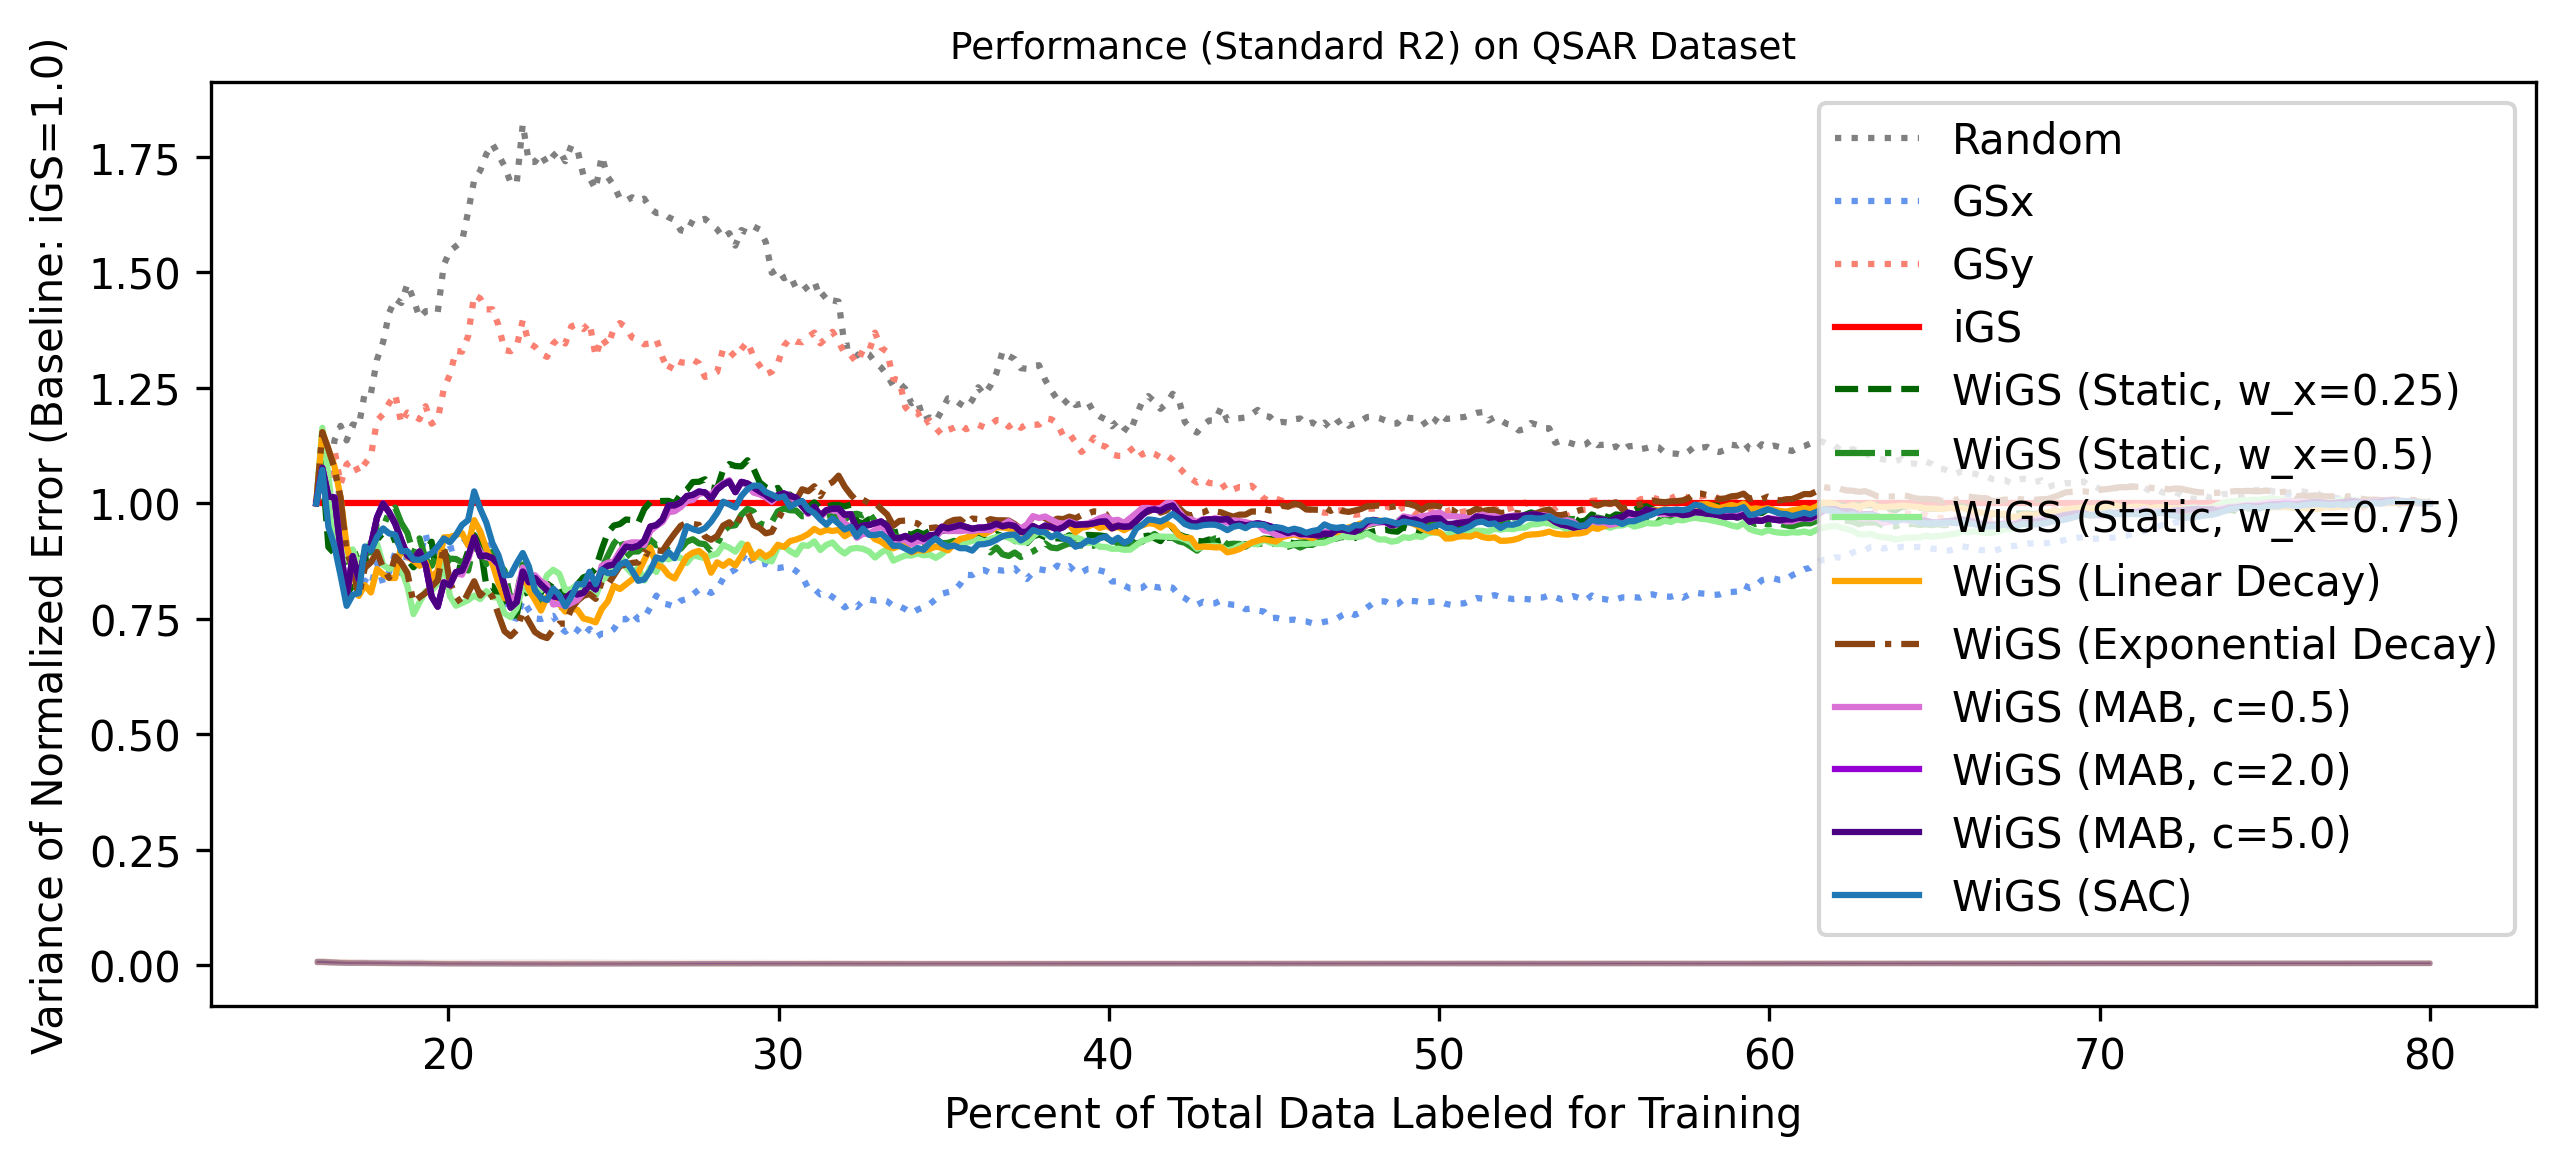 Performance (Standard R2) on QSAR Dataset
Variance of Normalized Error (Baseline: iGS=1.0)
1.75
1.50
1.25
1.00
0.75
0.50
0.25
0.00
Random
GSx
GSy
iGS
WiGS (Static, w_x=0.25)
WiGS (Static, w_x=0.5)
WiGS (Static, w_x=0.75)
WiGS (Linear Decay)
WiGS (Exponential Decay)
WiGS (MAB, c=0.5)
WiGS (MAB, c=2.0)
WiGS (MAB, c=5.0)
WiGS (SAC)
20 30 40 50 60 70 80
Percent of Total Data Labeled for Training